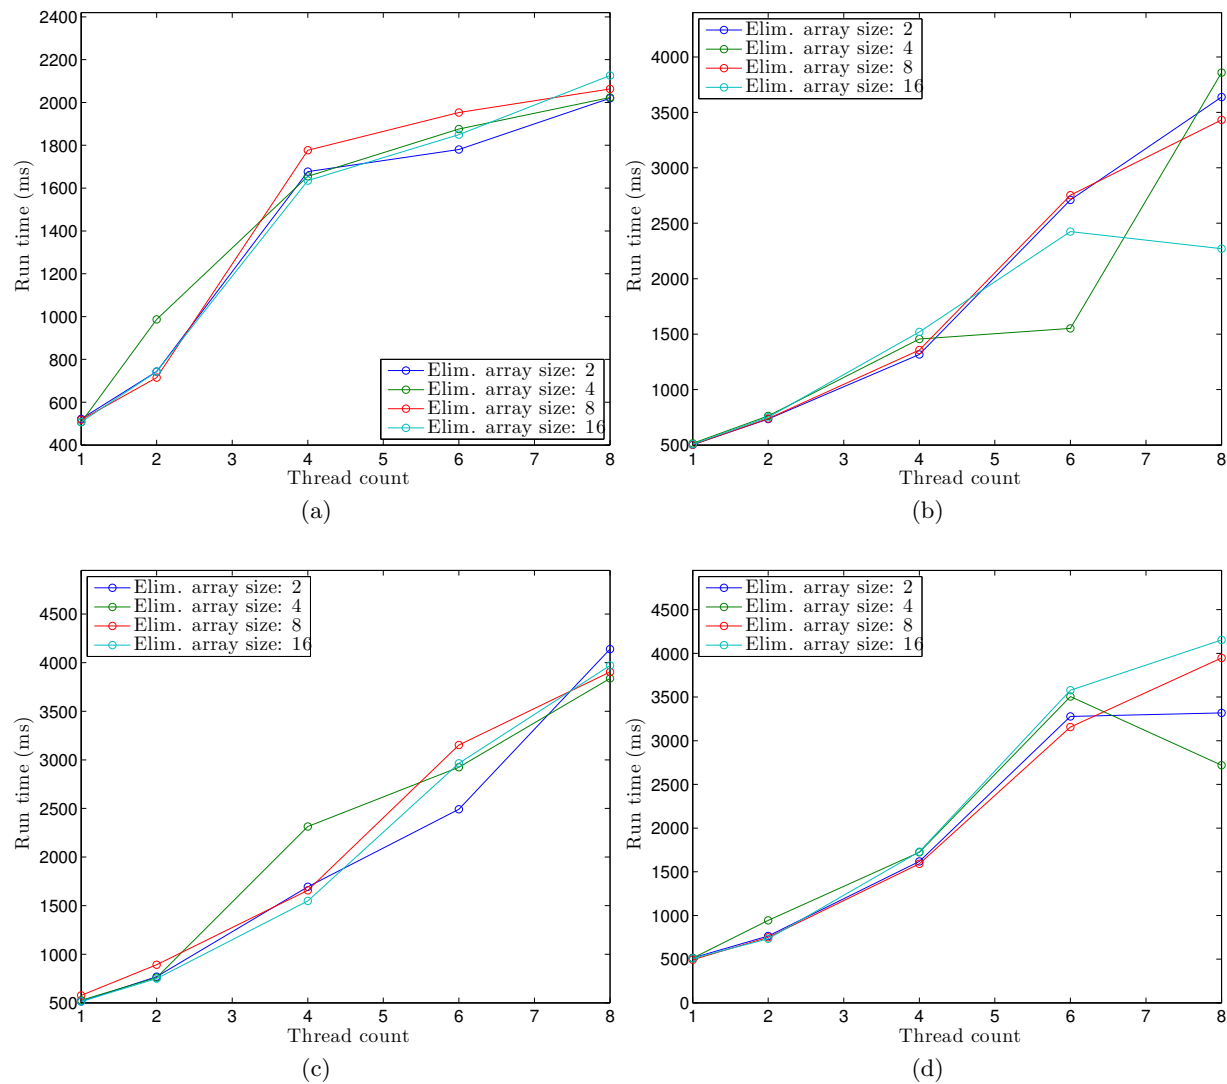 2400
2200
2000
1800
1600
1400
1200
1000
800
600
400
Run time (ms)
Elim. array size: 2
Elim. array size: 4
Elim. array size: 8
Elim. array size: 16
1 2 3 4 5 6 7 8
Thread count
(a)
4000
3500
3000
2500
2000
1500
1000
500
Run time (ms)
Elim. array size: 2
Elim. array size: 4
Elim. array size: 8
Elim. array size: 16
1 2 3 4 5 6 7 8
Thread count
(b)
4500
4000
3500
3000
2500
2000
1500
1000
500
Run time (ms)
Elim. array size: 2
Elim. array size: 4
Elim. array size: 8
Elim. array size: 16
1 2 3 4 5 6 7 8
Thread count
(c)
4500
4000
3500
3000
2500
2000
1500
1000
500
0
Run time (ms)
Elim. array size: 2
Elim. array size: 4
Elim. array size: 8
Elim. array size: 16
1 2 3 4 5 6 7 8
Thread count
(d)